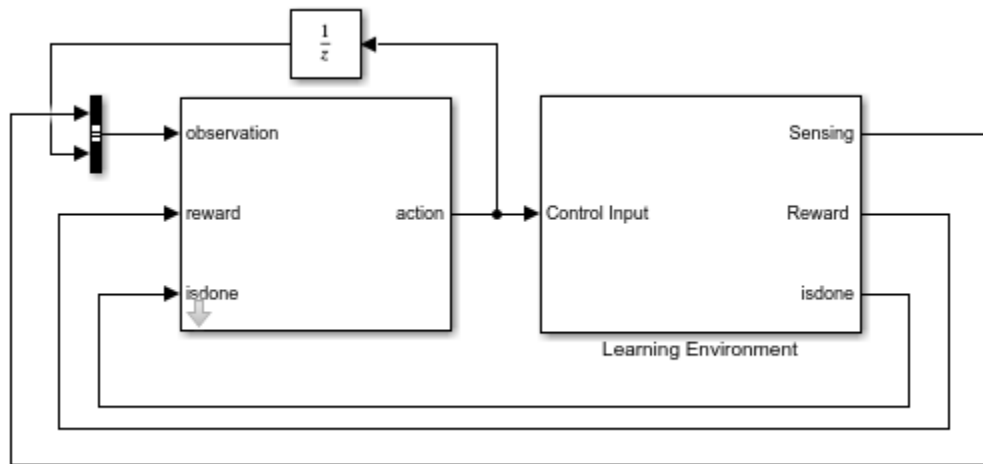 1
z
observation
Sensing
reward
action
Control Input
Reward
isdone
isdone
Learning Environment